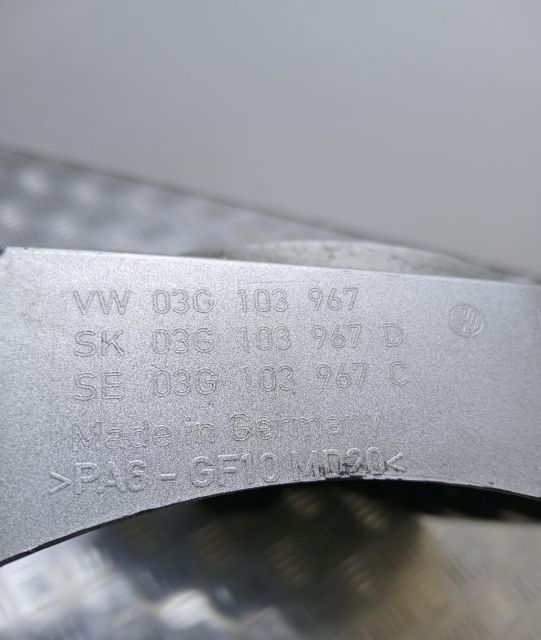 VW 03G 103 967
SK 03G 103 967 D
SE 03G 103 967 C
Made in Germany
>PA6-GF10 MD20<